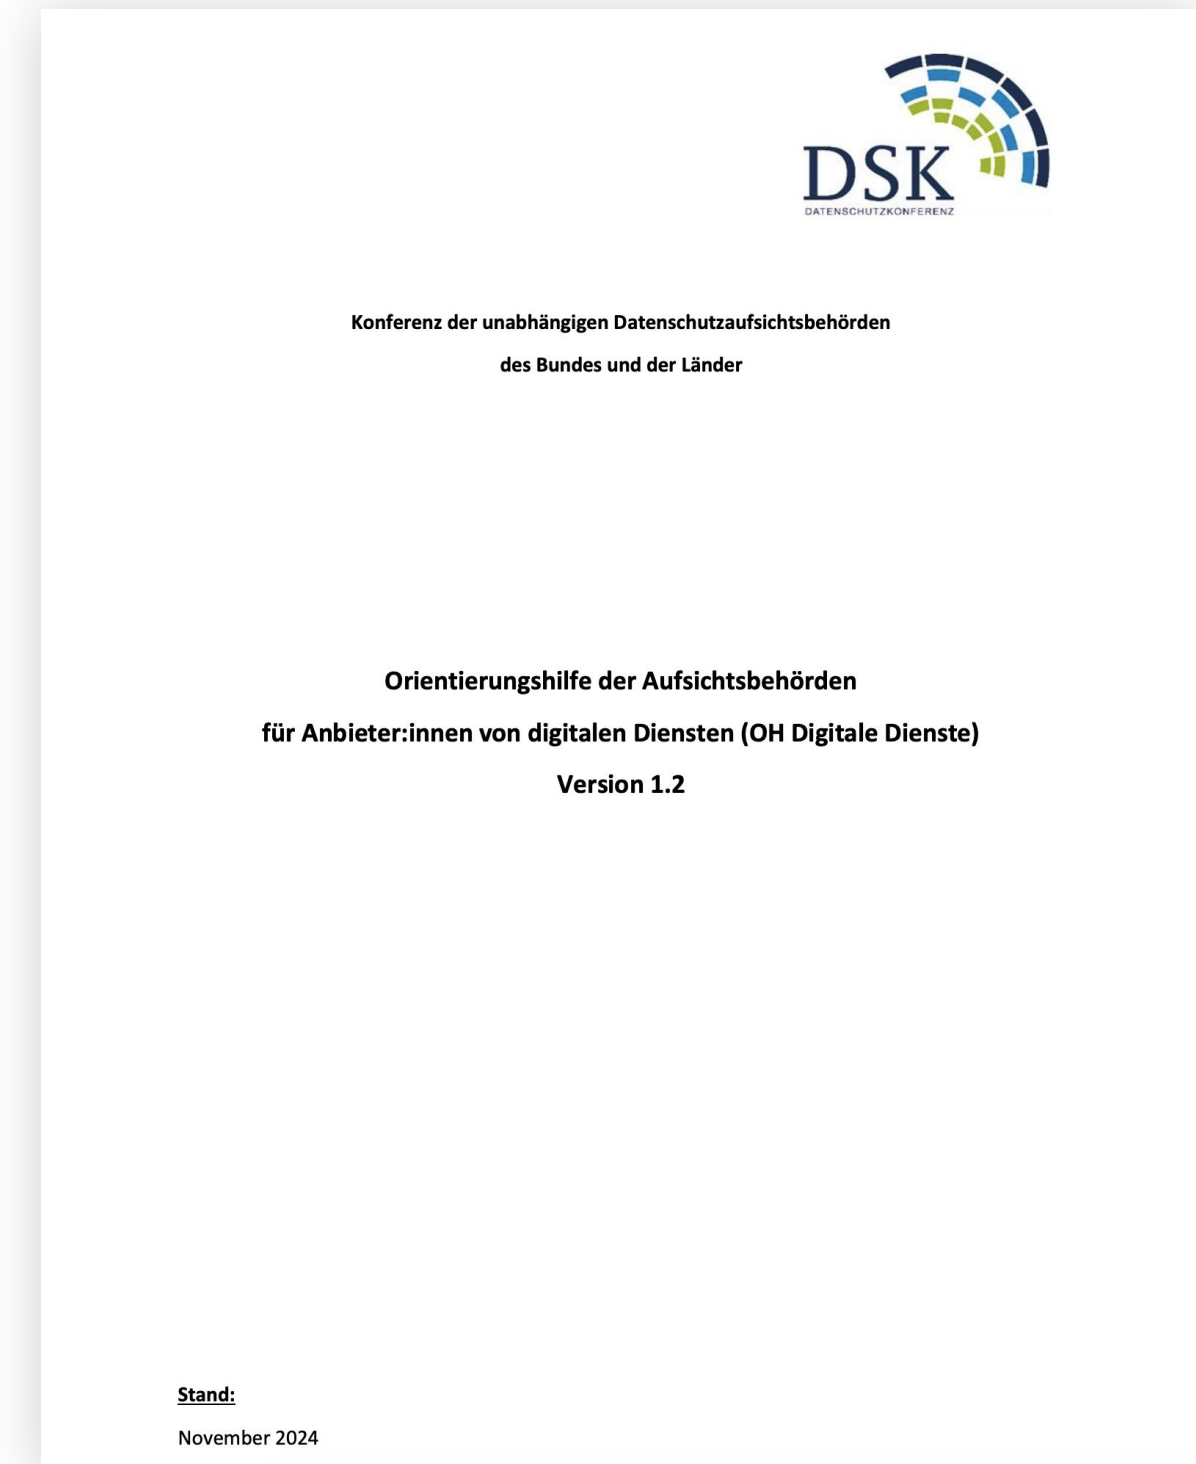 DSK
DATENSCHUTZKONFERENZ
Konferenz der unabhängigen Datenschutzaufsichtsbehörden
des Bundes und der Länder
Orientierungshilfe der Aufsichtsbehörden
für Anbieter:innen von digitalen Diensten (OH Digitale Dienste)
Version 1.2
Stand:
November 2024